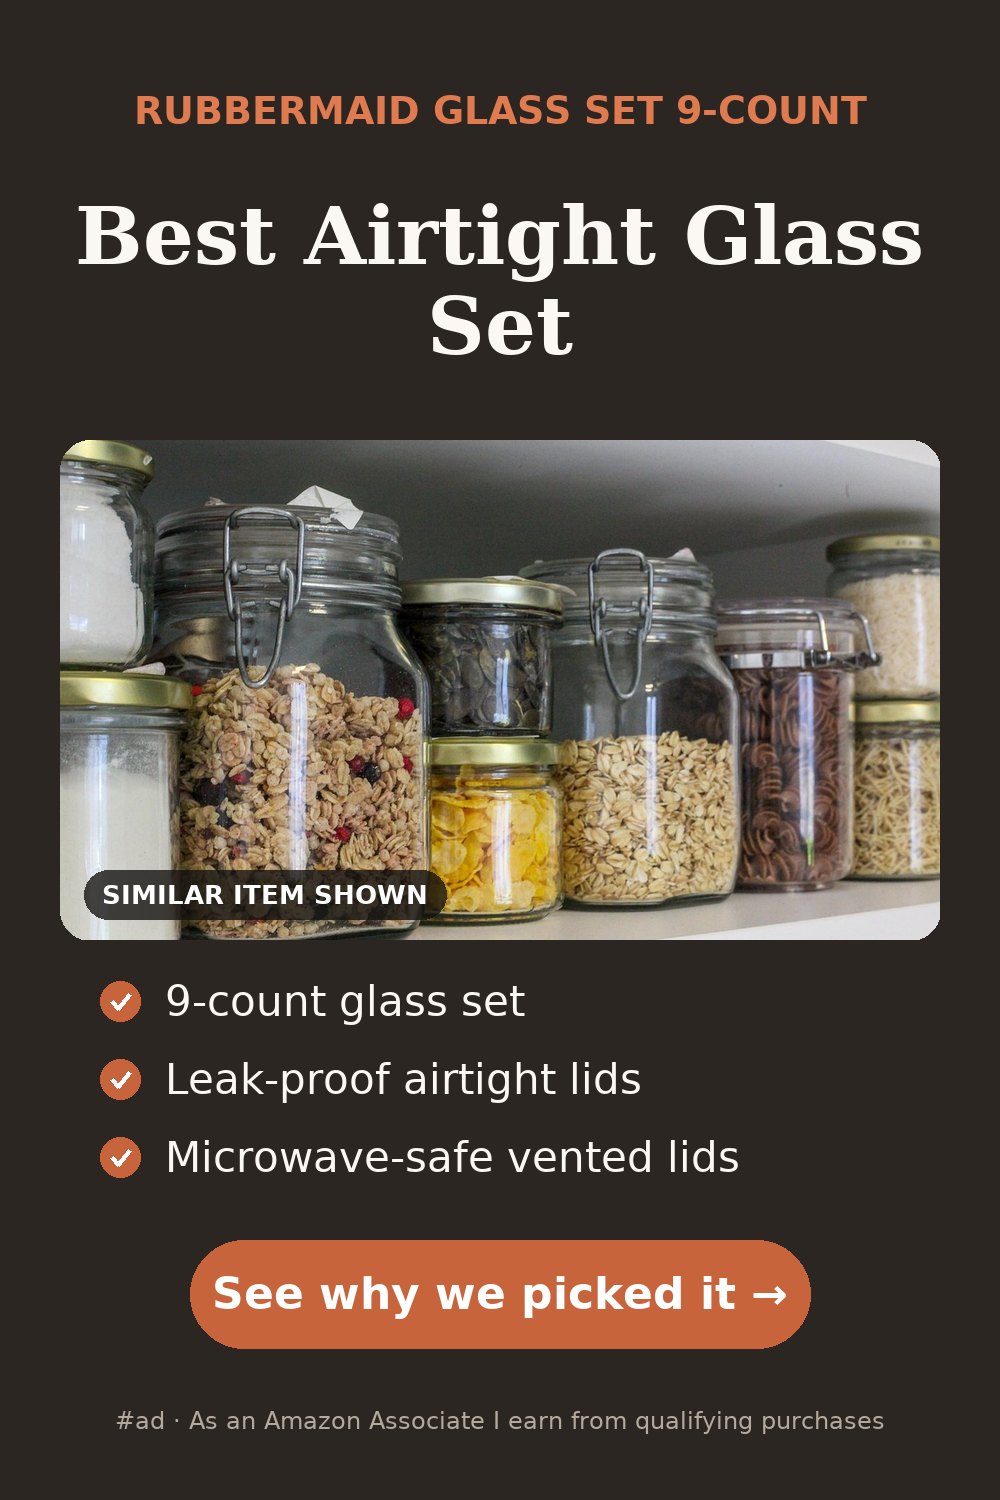 RUBBERMAID GLASS SET 9-COUNT
Best Airtight Glass
Set
SIMILAR ITEM SHOWN
9-count glass set
Leak-proof airtight lids
Microwave-safe vented lids
See why we picked it →
#ad · As an Amazon Associate I earn from qualifying purchases